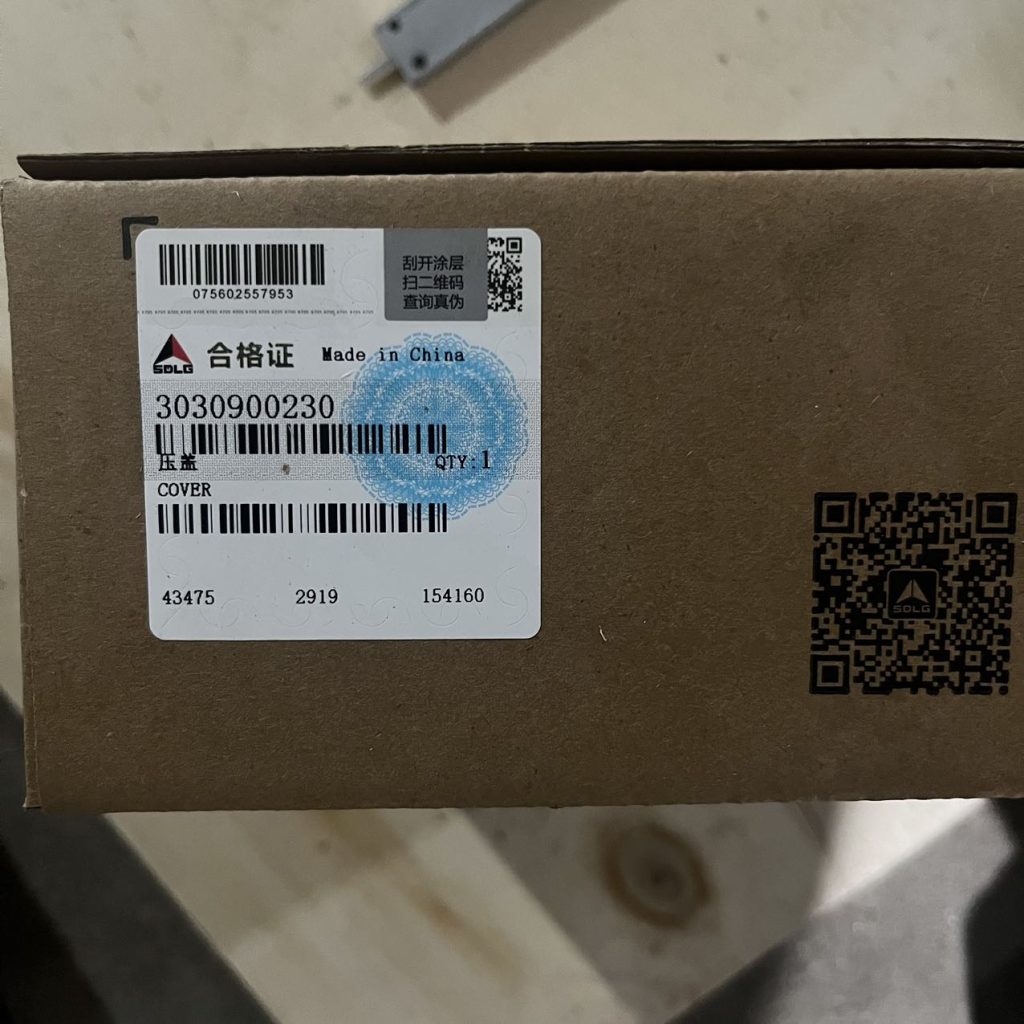 075602557953
刮开涂层
扫二维码
查询真伪
SDLG 合格证 Made in China
3030900230
压盖 QTY:1
COVER
43475 2919 154160
SDLG